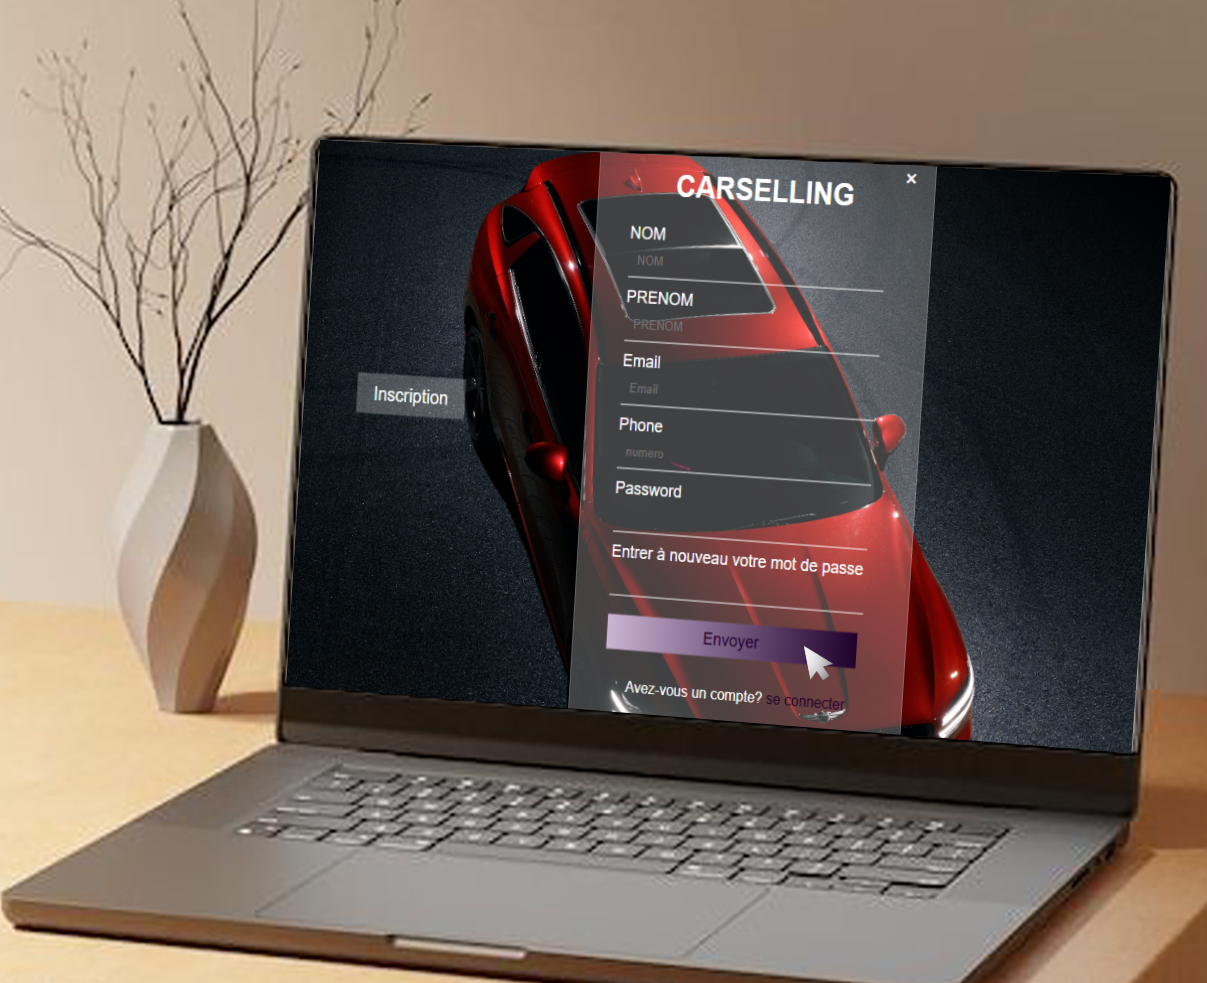 CARSELLING
×
NOM
NOM
PRENOM
PRENOM
Email
Email
Inscription
Phone
numero
Password
Entrer à nouveau votre mot de passe
Envoyer
Avez-vous un compte? se connecter